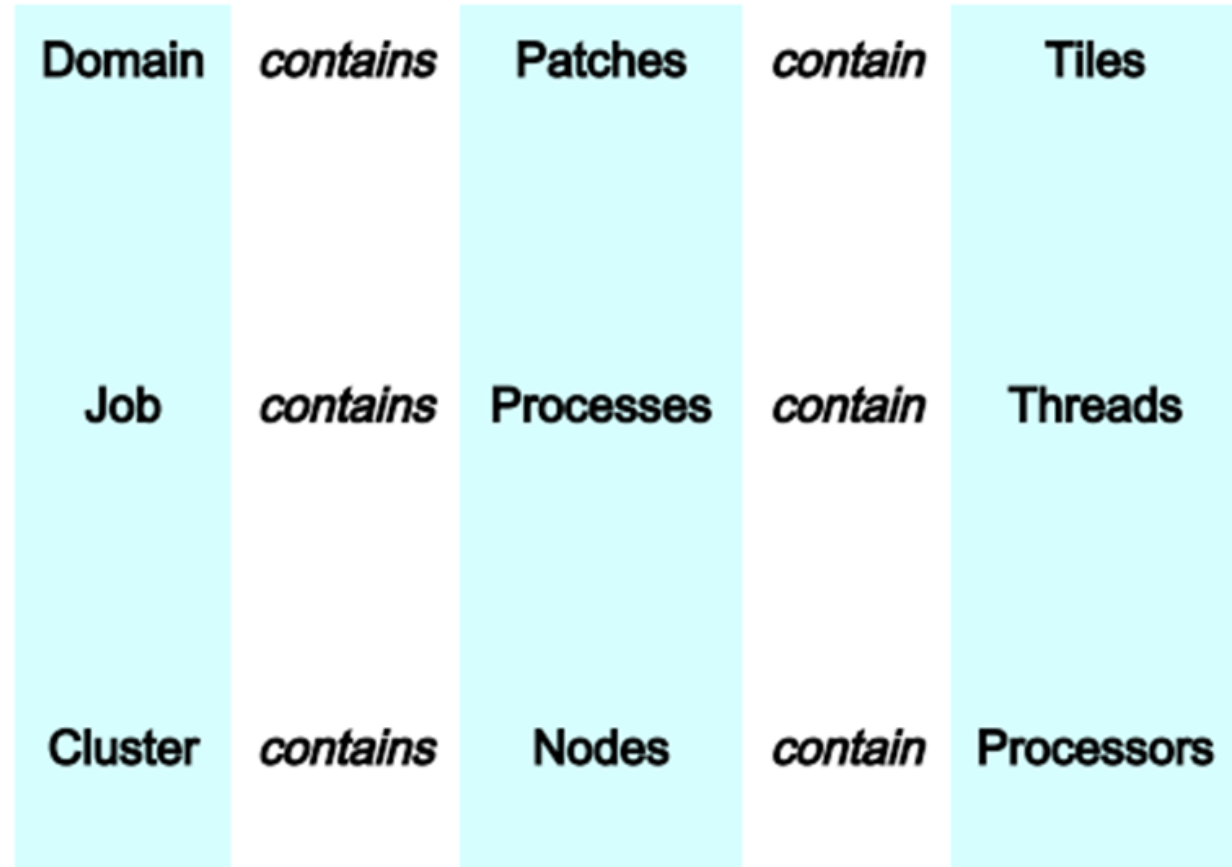 Domain contains Patches contain Tiles
Job contains Processes contain Threads
Cluster contains Nodes contain Processors